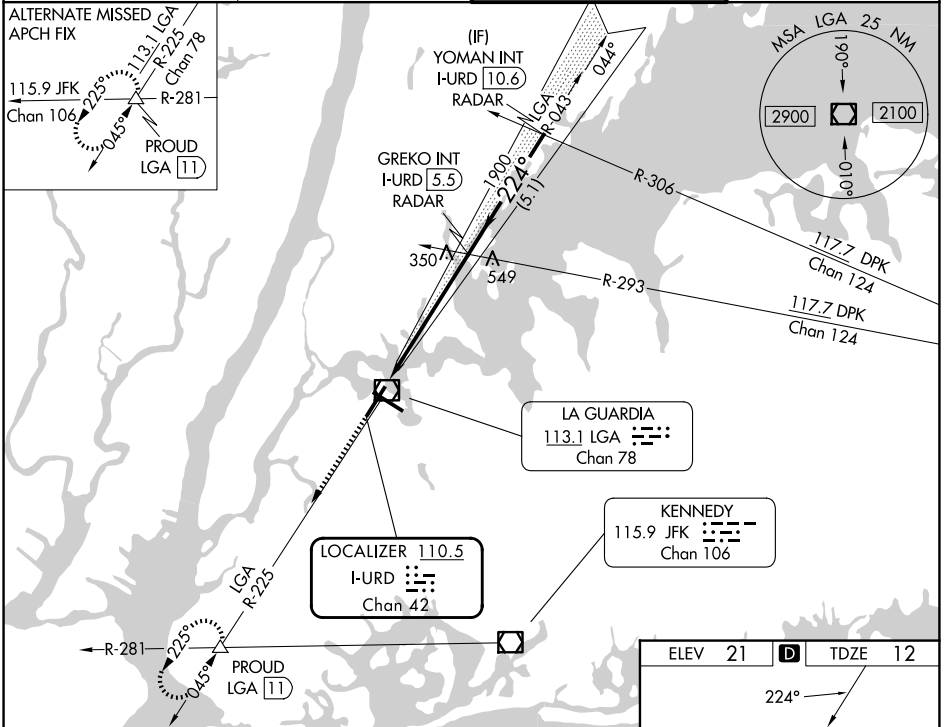 ALTERNATE MISSED
APCH FIX
113.1 LGA
R-225
Chan 78
115.9 JFK
Chan 106
R-281
225°
045°
PROUD
LGA 11
(IF)
YOMAN INT
I-URD 10.6
RADAR
LGA
R-043
044°
MSA LGA 25 NM
190°
2900
2100
010°
GREKO INT
I-URD 5.5
RADAR
1900
224°
(5.1)
R-306
117.7 DPK
Chan 124
350
549
R-293
117.7 DPK
Chan 124
LA GUARDIA
113.1 LGA
Chan 78
KENNEDY
115.9 JFK
Chan 106
LOCALIZER 110.5
I-URD
Chan 42
LGA
R-225
R-281
225°
045°
PROUD
LGA 11
ELEV 21 D TDZE 12
224°